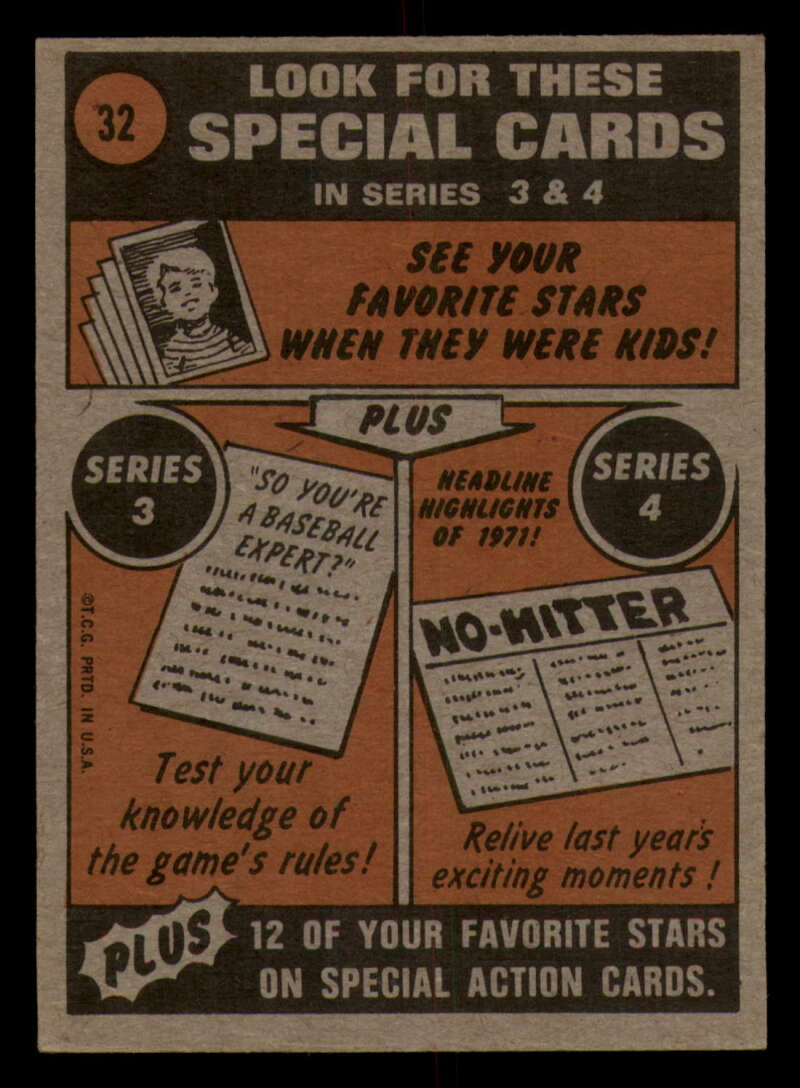 32
LOOK FOR THESE
SPECIAL CARDS
IN SERIES 3 & 4
SEE YOUR
FAVORITE STARS
WHEN THEY WERE KIDS!
PLUS
SERIES
3
"SO YOU'RE
A BASEBALL
EXPERT?"
Test your
knowledge of
the game's rules!
HEADLINE
HIGHLIGHTS
OF 1971!
SERIES
4
NO-HITTER
Relive last year's
exciting moments!
©T.C.G. PRTD. IN U.S.A.
PLUS
12 OF YOUR FAVORITE STARS
ON SPECIAL ACTION CARDS.